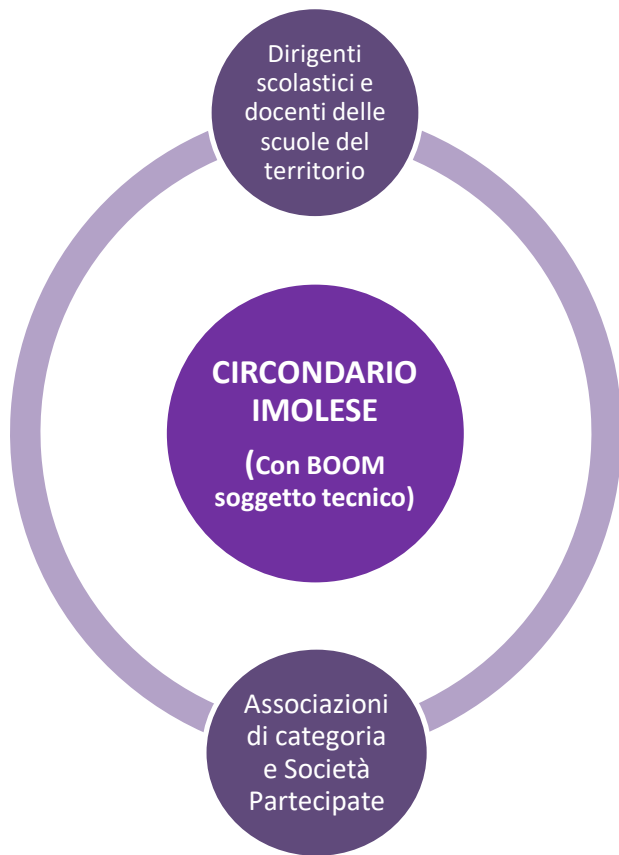 Dirigenti
scolastici e
docenti delle
scuole del
territorio
CIRCONDARIO
IMOLESE
(Con BOOM
soggetto tecnico)
Associazioni
di categoria
e Società
Partecipate